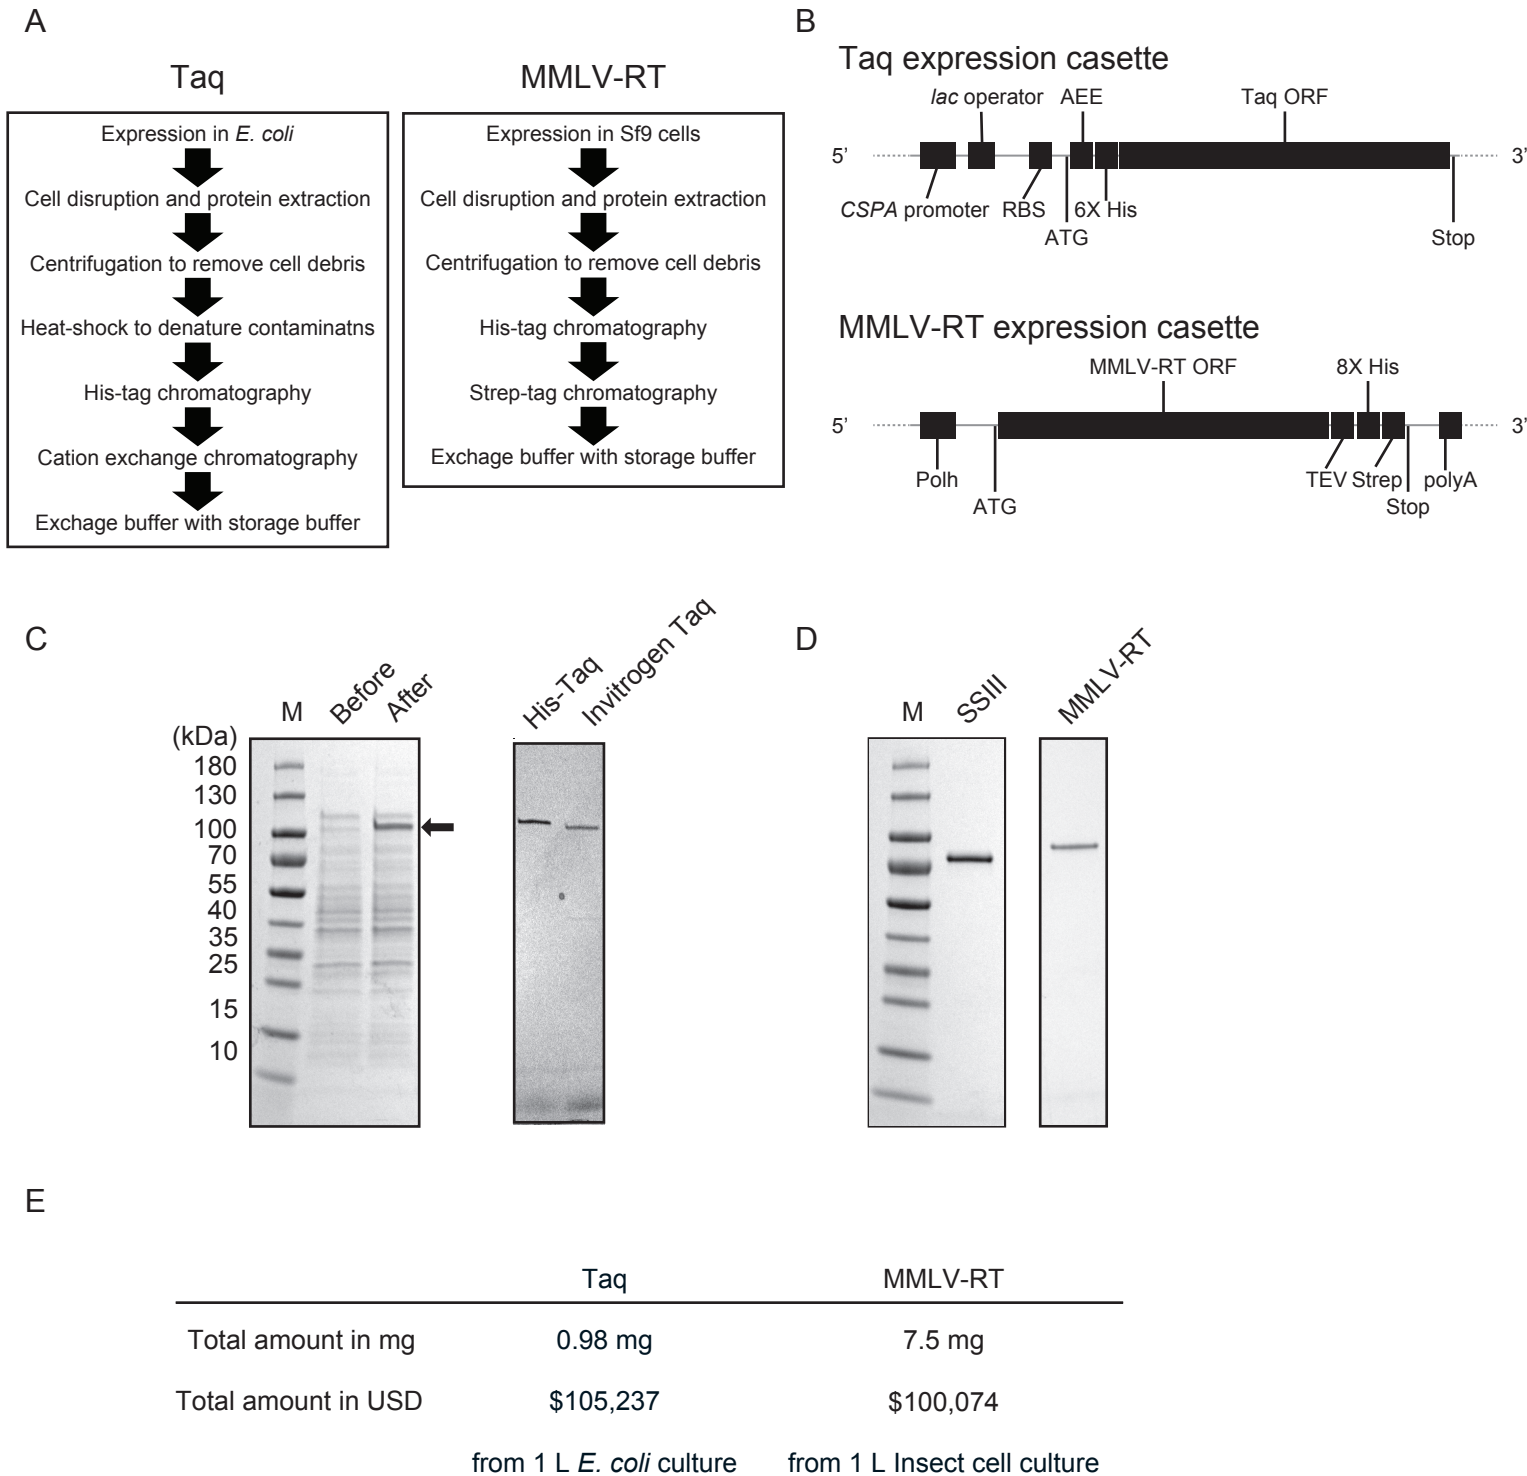 A
Taq
Expression in E. coli
Cell disruption and protein extraction
Centrifugation to remove cell debris
Heat-shock to denature contaminatns
His-tag chromatography
Cation exchange chromatography
Exchage buffer with storage buffer
MMLV-RT
Expression in Sf9 cells
Cell disruption and protein extraction
Centrifugation to remove cell debris
His-tag chromatography
Strep-tag chromatography
Exchage buffer with storage buffer
B
Taq expression casette
lac operator AEE Taq ORF
5’ 3’
CSPA promoter RBS 6X His
ATG Stop
MMLV-RT expression casette
MMLV-RT ORF 8X His
5’ 3’
Polh TEV Strep polyA
ATG Stop
C
M Before After
His-Taq Invitrogen Taq
(kDa)
180
130
100
70
55
40
35
25
15
10
D
M SSIII MMLV-RT
E
Taq MMLV-RT
Total amount in mg 0.98 mg 7.5 mg
Total amount in USD $105,237 $100,074
from 1 L E. coli culture from 1 L Insect cell culture